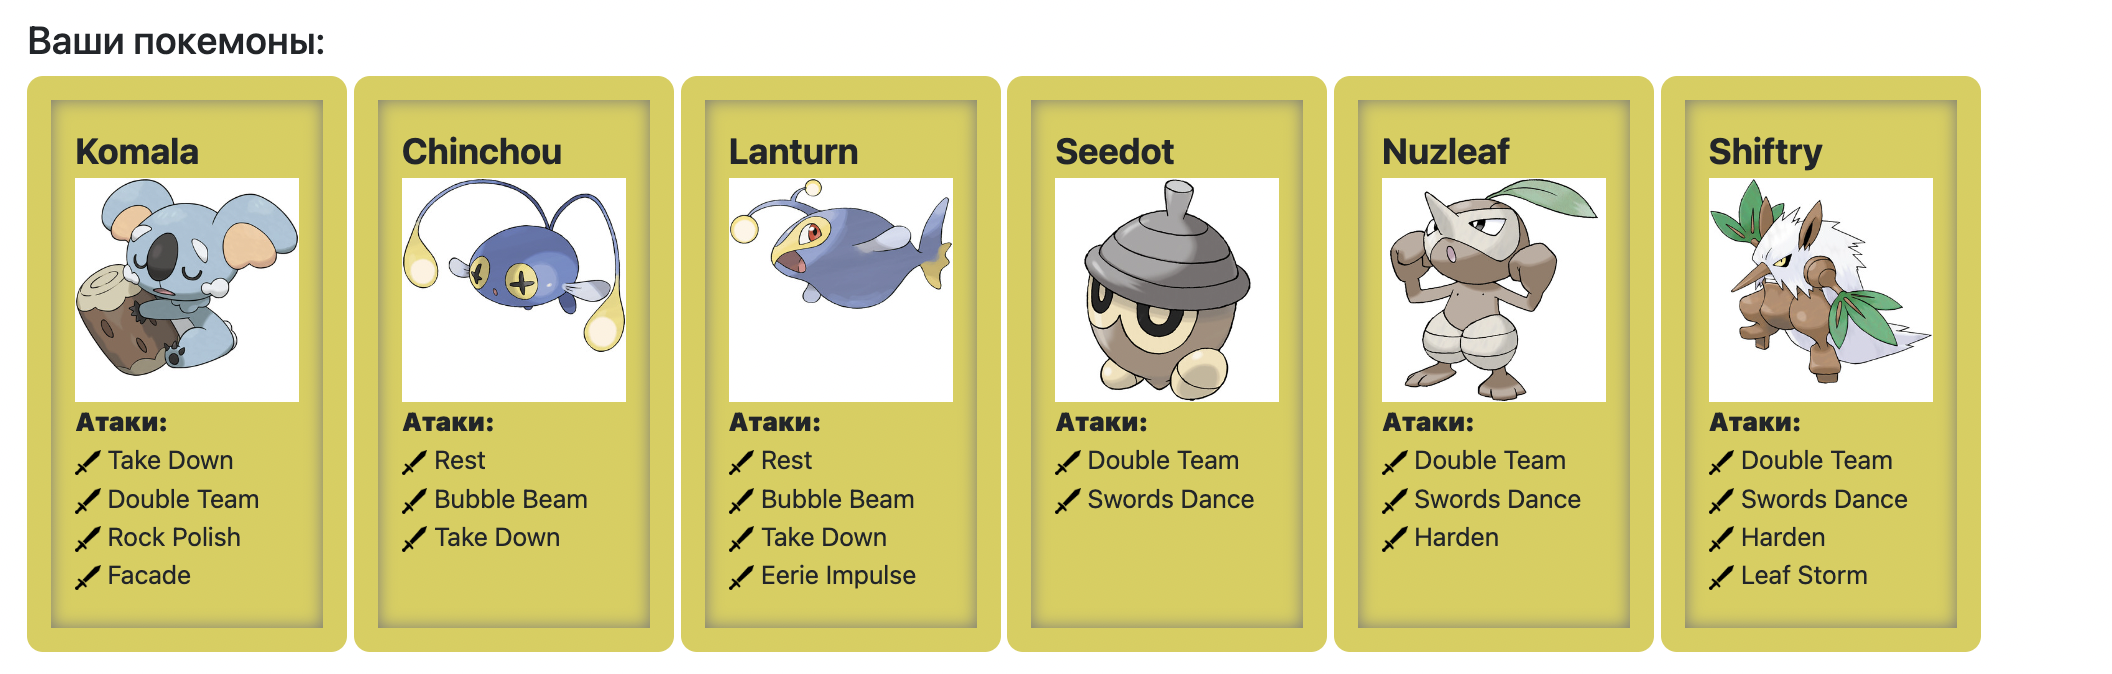 Ваши покемоны:
Komala
Атаки:
Take Down
Double Team
Rock Polish
Facade
Chinchou
Атаки:
Rest
Bubble Beam
Take Down
Lanturn
Атаки:
Rest
Bubble Beam
Take Down
Eerie Impulse
Seedot
Атаки:
Double Team
Swords Dance
Nuzleaf
Атаки:
Double Team
Swords Dance
Harden
Shiftry
Атаки:
Double Team
Swords Dance
Harden
Leaf Storm